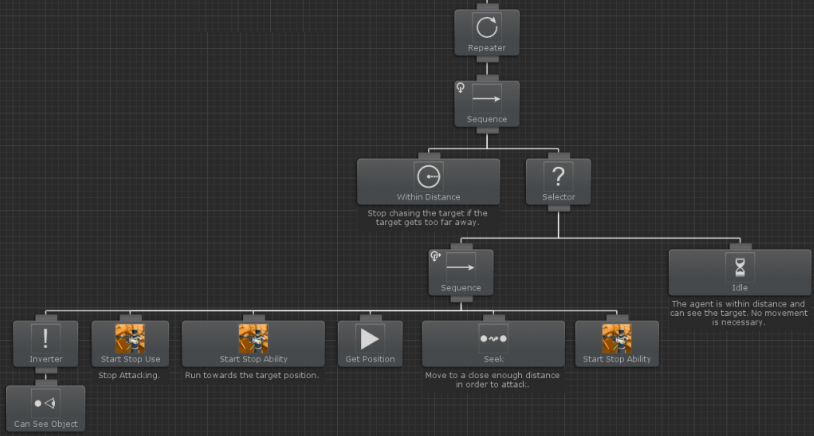 Repeater
Sequence
Within Distance
Selector
Stop chasing the target if the
target gets too far away.
Sequence
Idle
The agent is within distance and
can see the target. No movement
is necessary.
Inverter
Start Stop Use
Start Stop Ability
Get Position
Seek
Start Stop Ability
Stop Attacking.
Run towards the target position.
Move to a close enough distance
in order to attack.
Can See Object